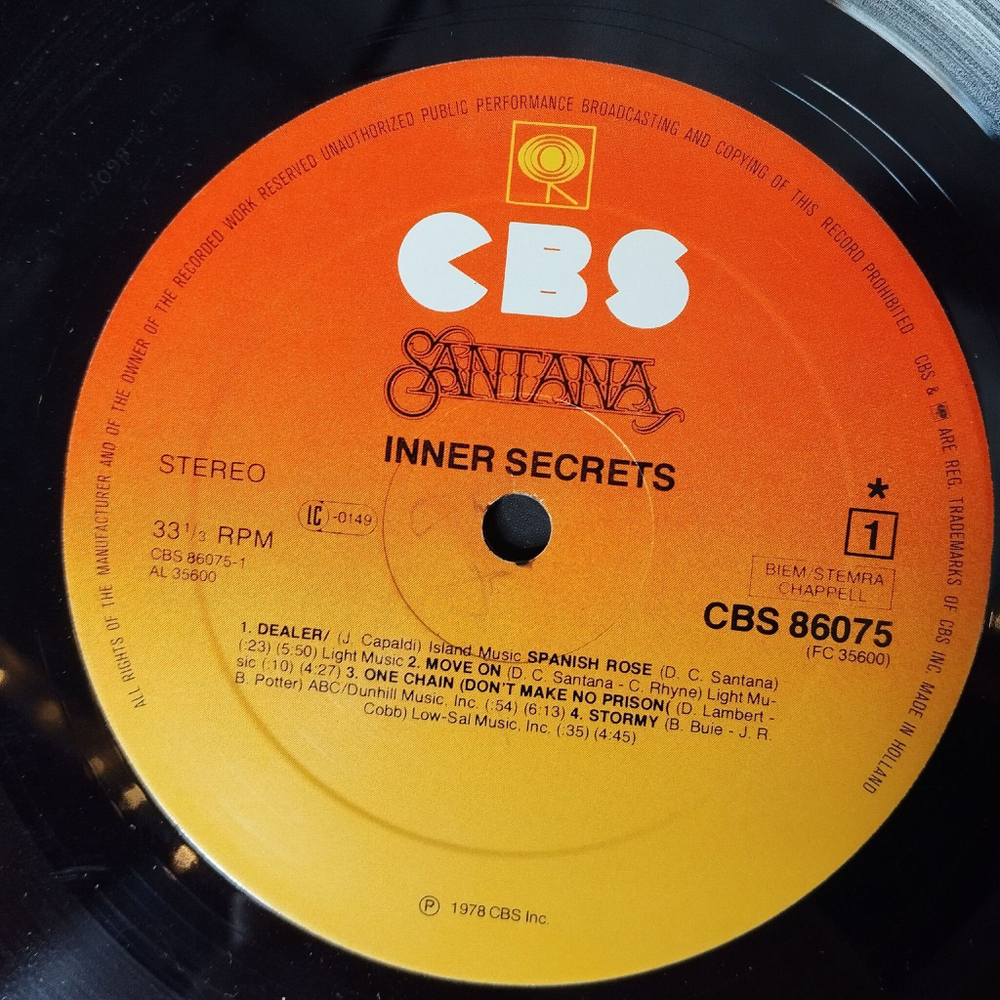 ALL RIGHTS OF THE MANUFACTURER AND OF THE OWNER OF THE RECORDED WORK RESERVED UNAUTHORIZED PUBLIC PERFORMANCE BROADCASTING AND COPYING OF THIS RECORD PROHIBITED CBS & ARE REG. TRADEMARKS OF CBS INC. MADE IN HOLLAND
CBS
SANTANA
INNER SECRETS
STEREO
LC -0149
33 1/3 RPM
CBS 86075-1
AL 35600
*
1
BIEM/STEMRA
CHAPPELL
CBS 86075
(FC 35600)
1. DEALER/ (J. Capaldi) Island Music SPANISH ROSE (D. C. Santana)
(:23) (5:50) Light Music 2. MOVE ON (D. C. Santana - C. Rhyne) Light Mu-
sic (:10) (4:27) 3. ONE CHAIN (DON'T MAKE NO PRISON( (D. Lambert -
B. Potter) ABC/Dunhill Music, Inc. (:54) (6:13) 4. STORMY (B. Buie - J. R.
Cobb) Low-Sal Music, Inc. (:35) (4:45)
℗ 1978 CBS Inc.